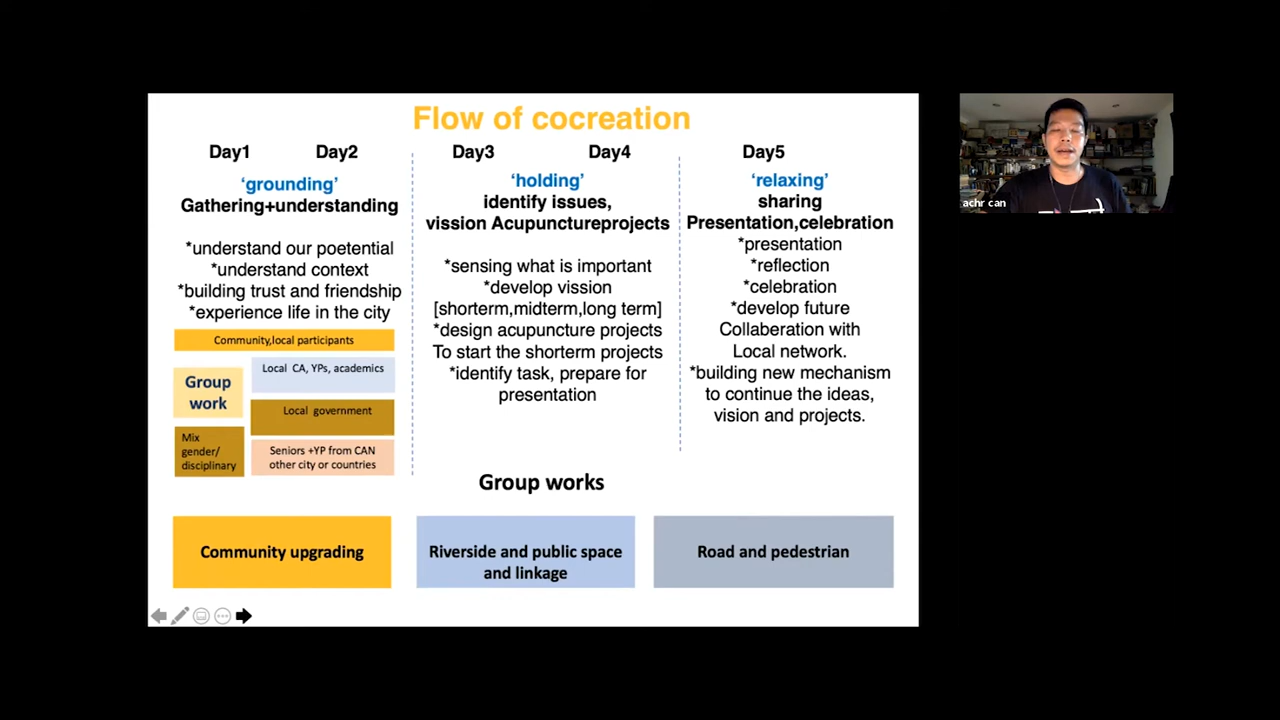 Flow of cocreation
Day1
Day2
'grounding'
Gathering+understanding
*understand our poetential
*understand context
*building trust and friendship
*experience life in the city
Community,local participants
Group
work
Local CA, YPs, academics
Local government
Mix
gender/
disciplinary
Seniors +YP from CAN
other city or countries
Day3
Day4
'holding'
identify issues,
vission Acupunctureprojects
*sensing what is important
*develop vission
[shorterm,midterm,long term]
*design acupuncture projects
To start the shorterm projects
*identify task, prepare for
presentation
Day5
'relaxing'
sharing
Presentation,celebration
*presentation
*reflection
*celebration
*develop future
Collaberation with
Local network.
*building new mechanism
to continue the ideas,
vision and projects.
Group works
Community upgrading
Riverside and public space
and linkage
Road and pedestrian
achr can